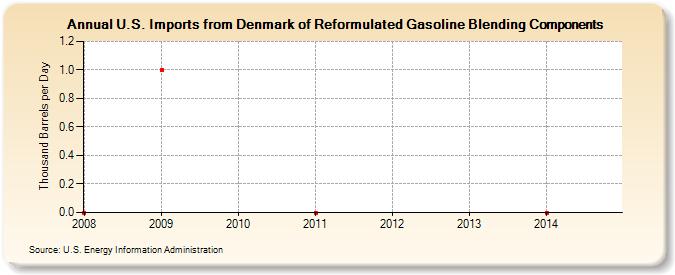 Annual U.S. Imports from Denmark of Reformulated Gasoline Blending Components
Thousand Barrels per Day
1.2
1.0
0.8
0.6
0.4
0.2
0.0
2008 2009 2010 2011 2012 2013 2014
Source: U.S. Energy Information Administration